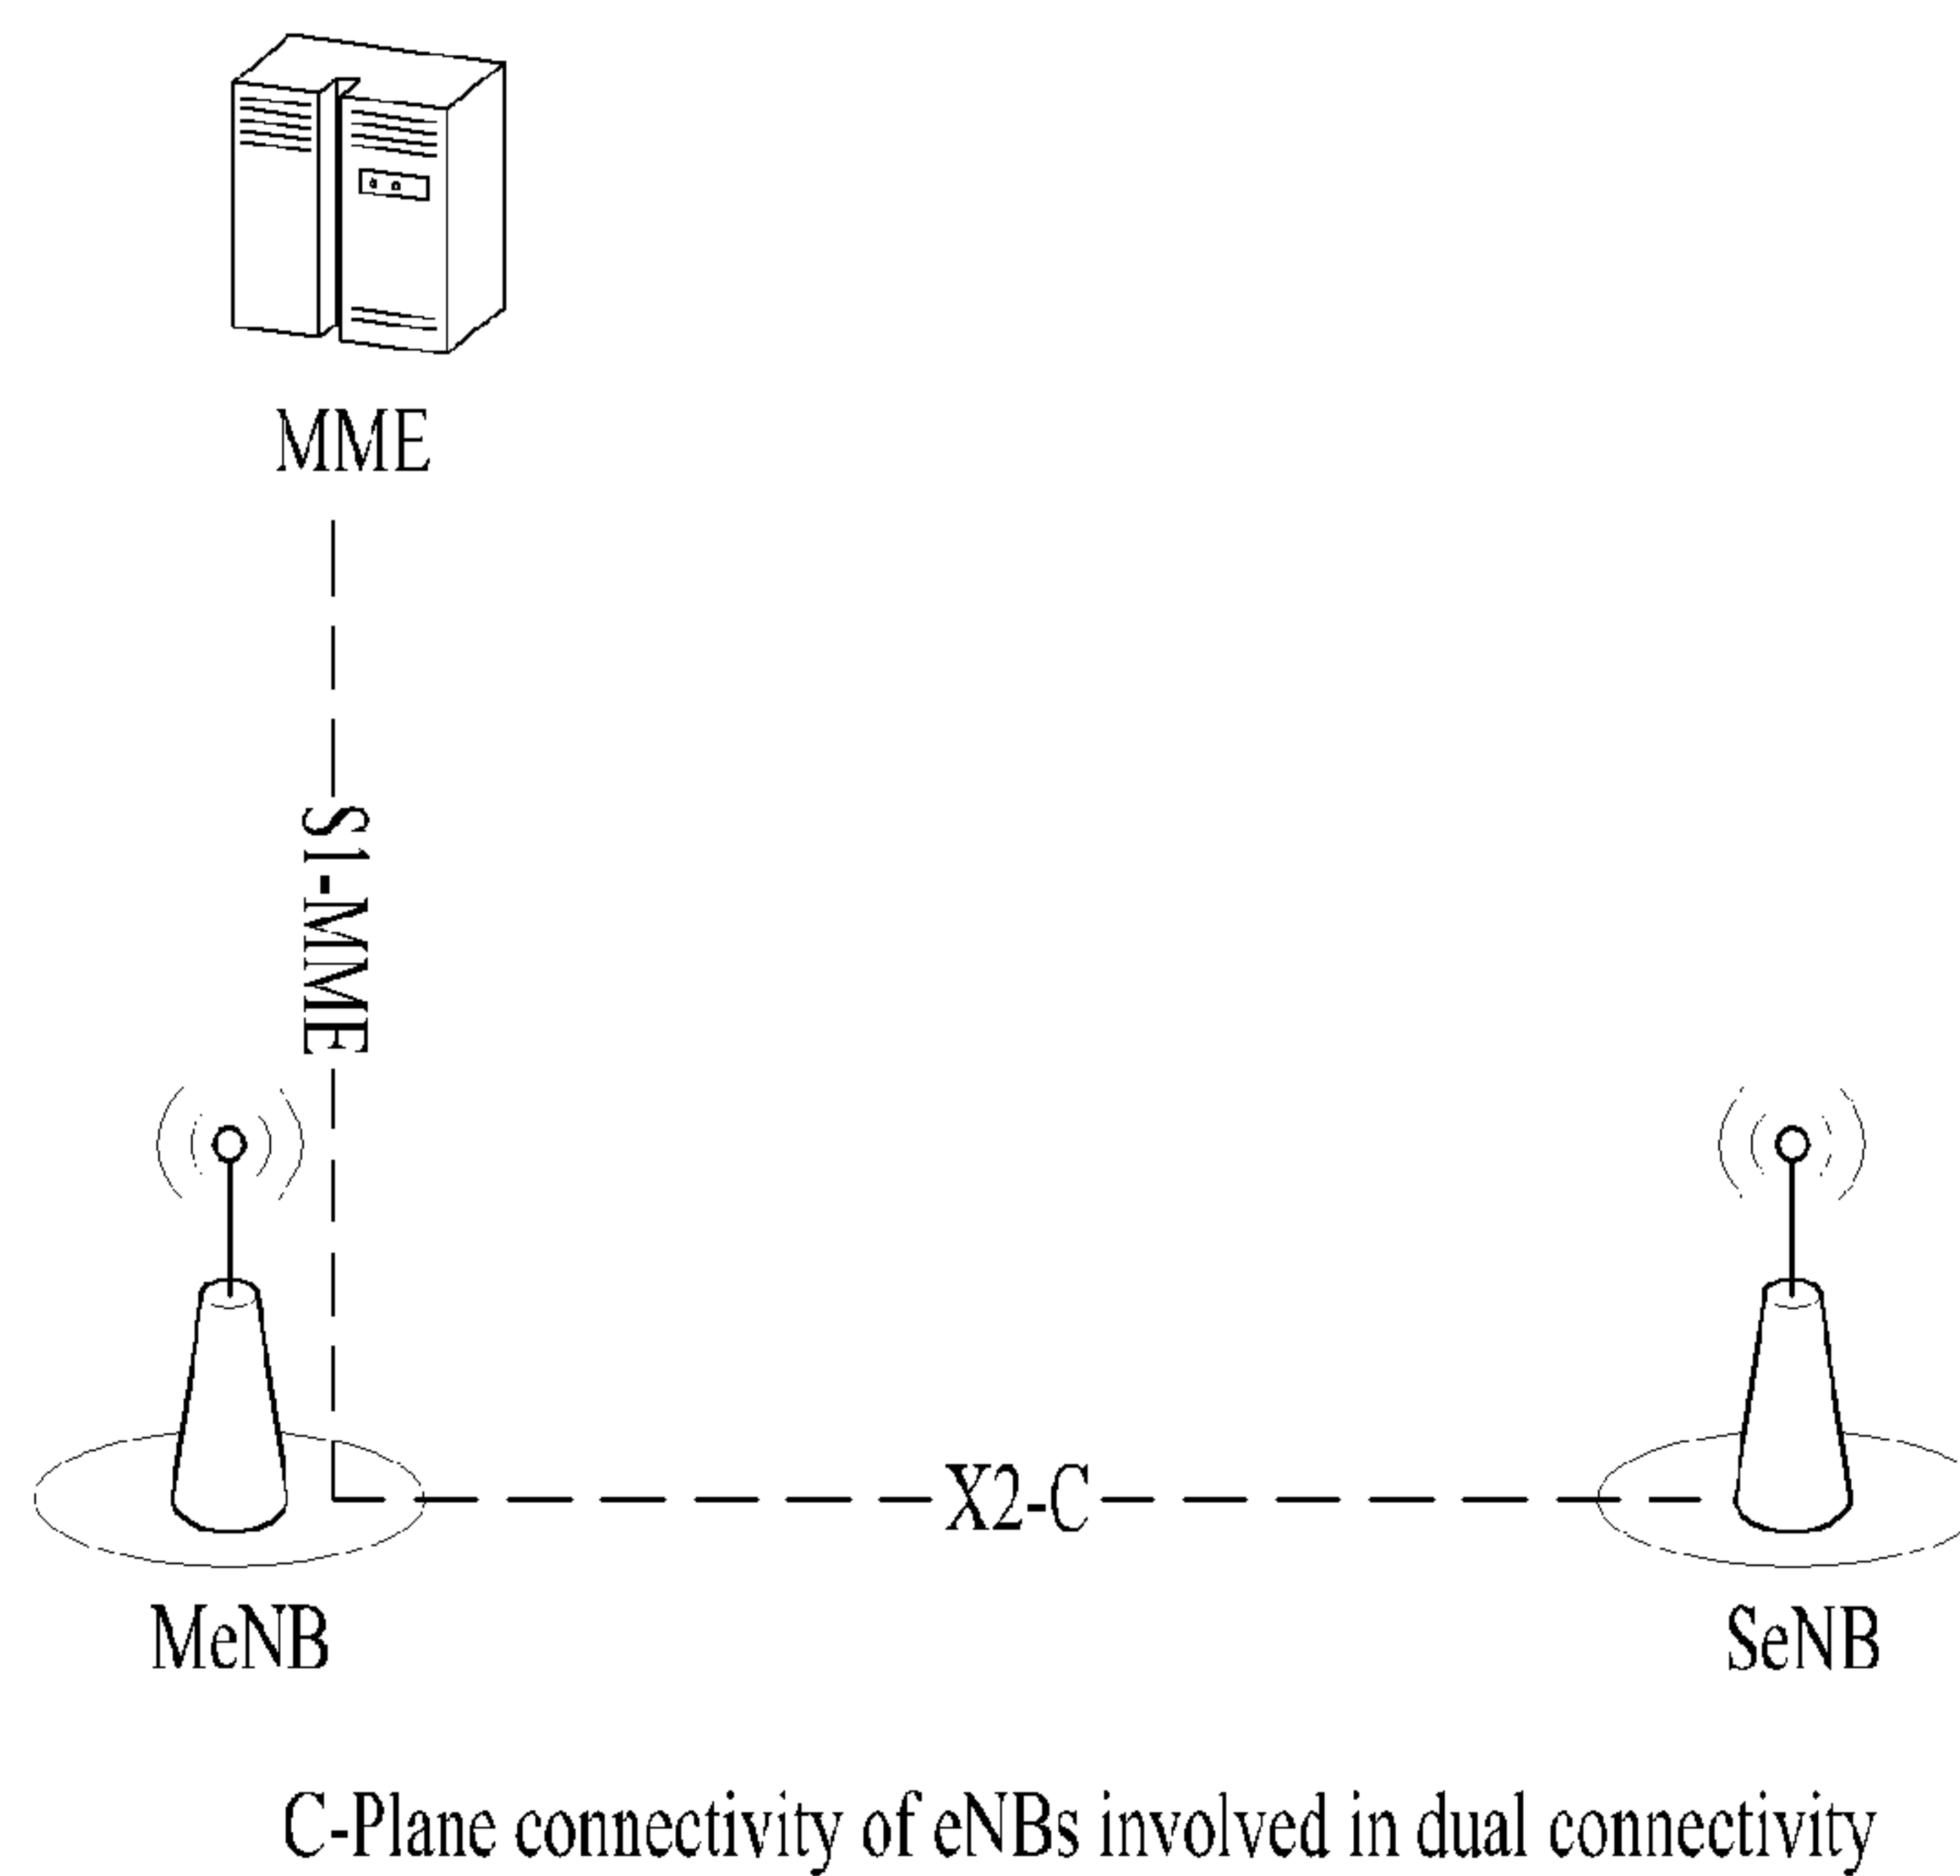 MME
S1-MME
X2-C
MeNB
SeNB
C-Plane connectivity of eNBs involved in dual connectivity